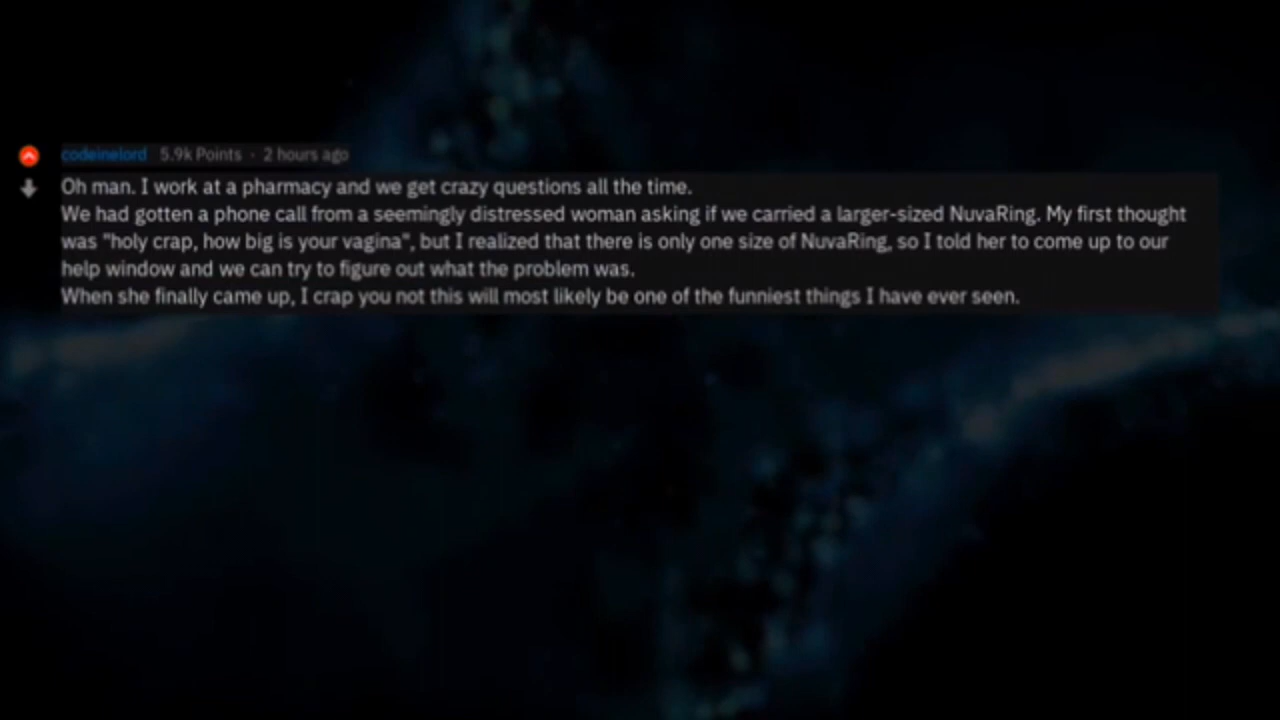 codeinelord 5.9k Points · 2 hours ago
Oh man. I work at a pharmacy and we get crazy questions all the time.
We had gotten a phone call from a seemingly distressed woman asking if we carried a larger-sized NuvaRing. My first thought
was "holy crap, how big is your vagina", but I realized that there is only one size of NuvaRing, so I told her to come up to our
help window and we can try to figure out what the problem was.
When she finally came up, I crap you not this will most likely be one of the funniest things I have ever seen.